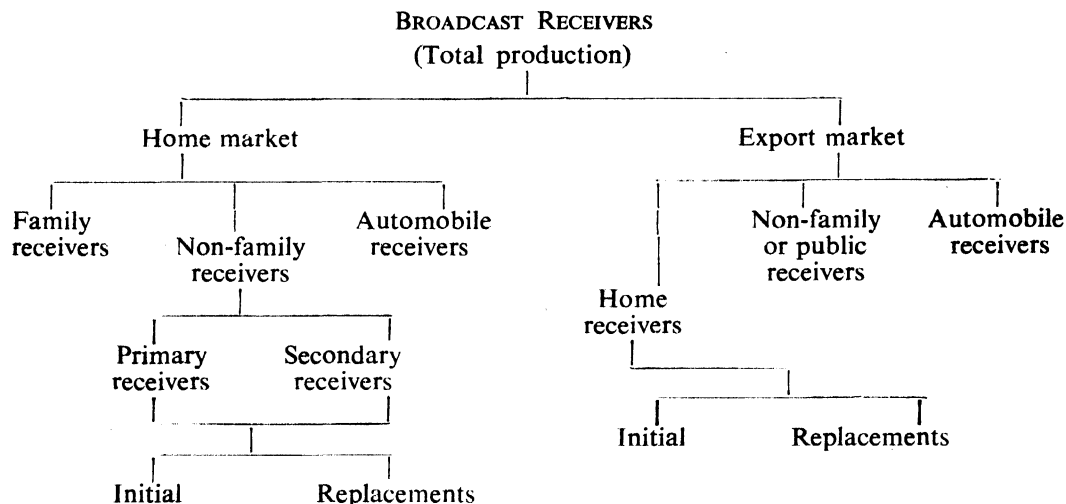 BROADCAST RECEIVERS
(Total production)
Home market
Export market
Family
receivers
Non-family
receivers
Automobile
receivers
Non-family
or public
receivers
Automobile
receivers
Home
receivers
Primary
receivers
Secondary
receivers
Initial
Replacements
Initial
Replacements